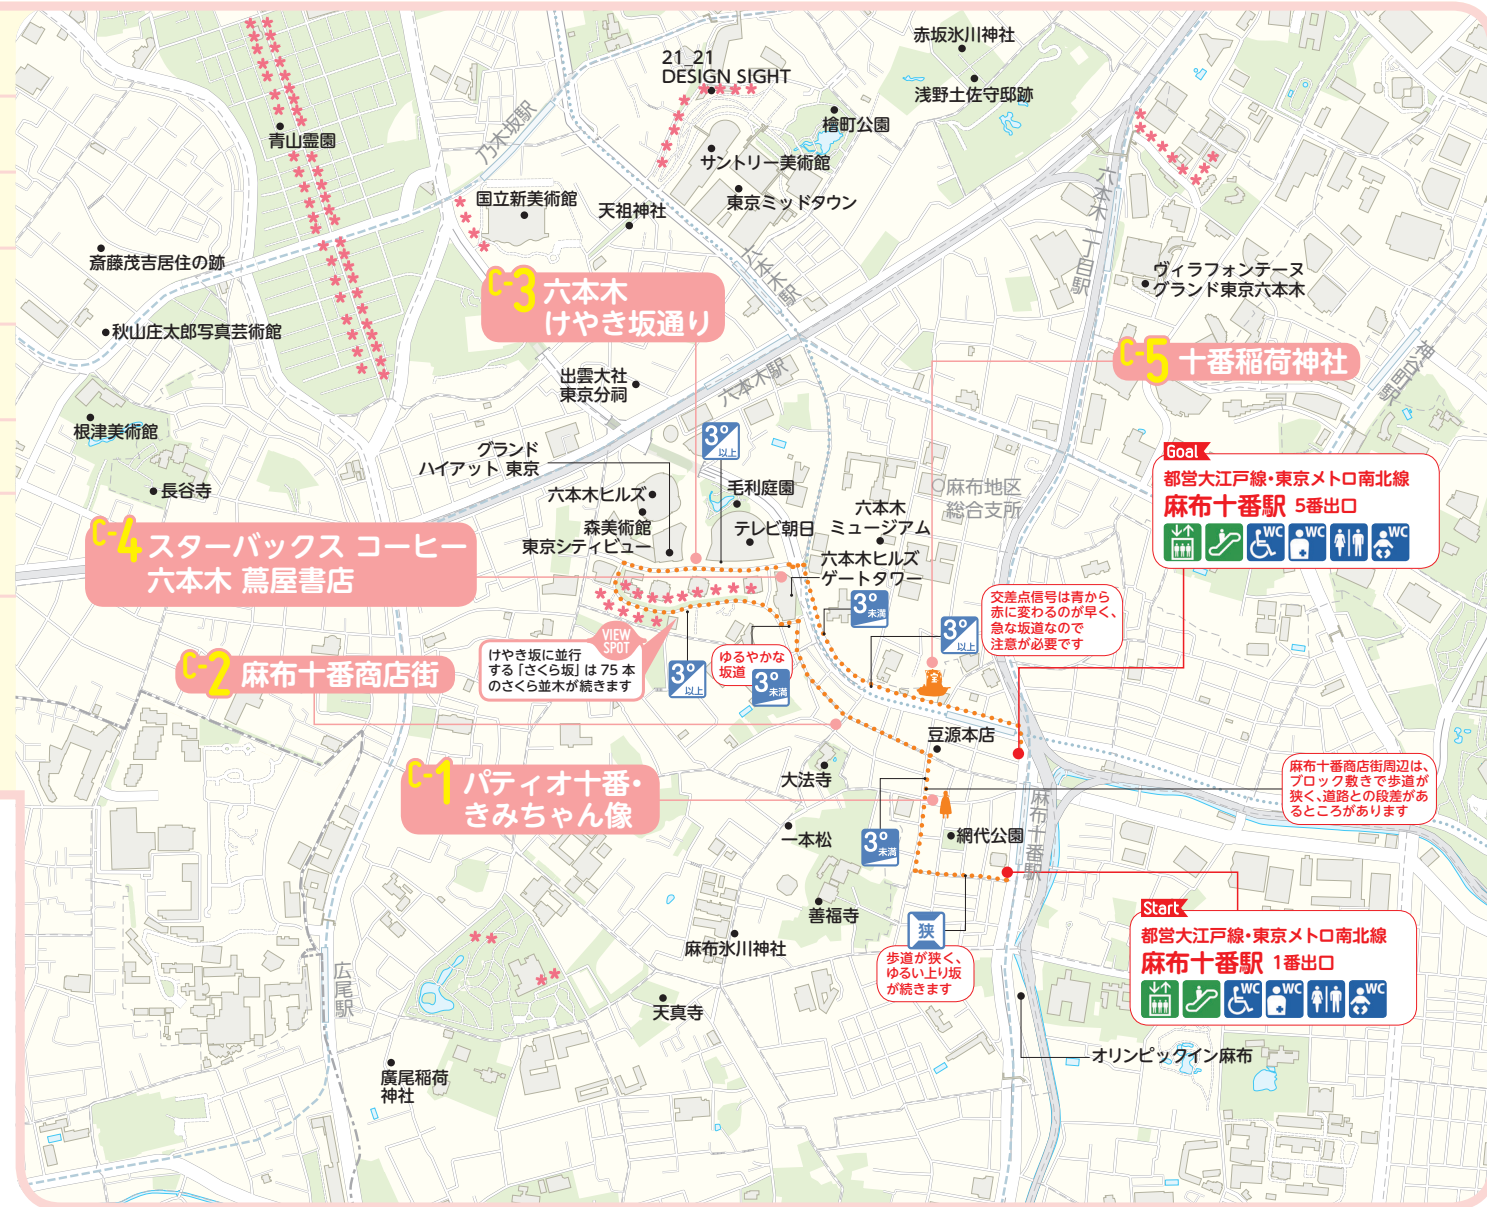 赤坂氷川神社
21_21
DESIGN SIGHT
浅野土佐守邸跡
檜町公園
乃木坂駅
青山霊園
サントリー美術館
国立新美術館
東京ミッドタウン
天祖神社
六本木一丁目駅
斎藤茂吉居住の跡
六本木駅
ヴィラフォンテーヌ
グランド東京六本木
C-3 六本木
けやき坂通り
秋山庄太郎写真芸術館
C-5 十番稲荷神社
神谷町駅
出雲大社
東京分祠
六本木駅
根津美術館
グランド
ハイアット 東京
3°
以上
Goal
都営大江戸線・東京メトロ南北線
麻布十番駅 5番出口
WC
WC
WC
長谷寺
六本木ヒルズ
毛利庭園
麻布地区
総合支所
森美術館
東京シティビュー
テレビ朝日
六本木
ミュージアム
C-4 スターバックス コーヒー
六本木 蔦屋書店
六本木ヒルズ
ゲートタワー
3°
未満
交差点信号は青から
赤に変わるのが早く、
急な坂道なので
注意が必要です
3°
以上
VIEW
SPOT
けやき坂に並行
する「さくら坂」は 75 本
のさくら並木が続きます
3°
以上
ゆるやかな
坂道
3°
未満
C-2 麻布十番商店街
豆源本店
大法寺
C-1 パティオ十番・
きみちゃん像
麻布十番商店街周辺は、
ブロック敷きで歩道が
狭く、道路との段差があ
るところがあります
麻布十番駅
一本松
3°
未満
網代公園
善福寺
狭
歩道が狭く、
ゆるい上り坂
が続きます
Start
都営大江戸線・東京メトロ南北線
麻布十番駅 1番出口
WC
WC
WC
麻布氷川神社
広尾駅
天真寺
オリンピックイン麻布
廣尾稲荷
神社